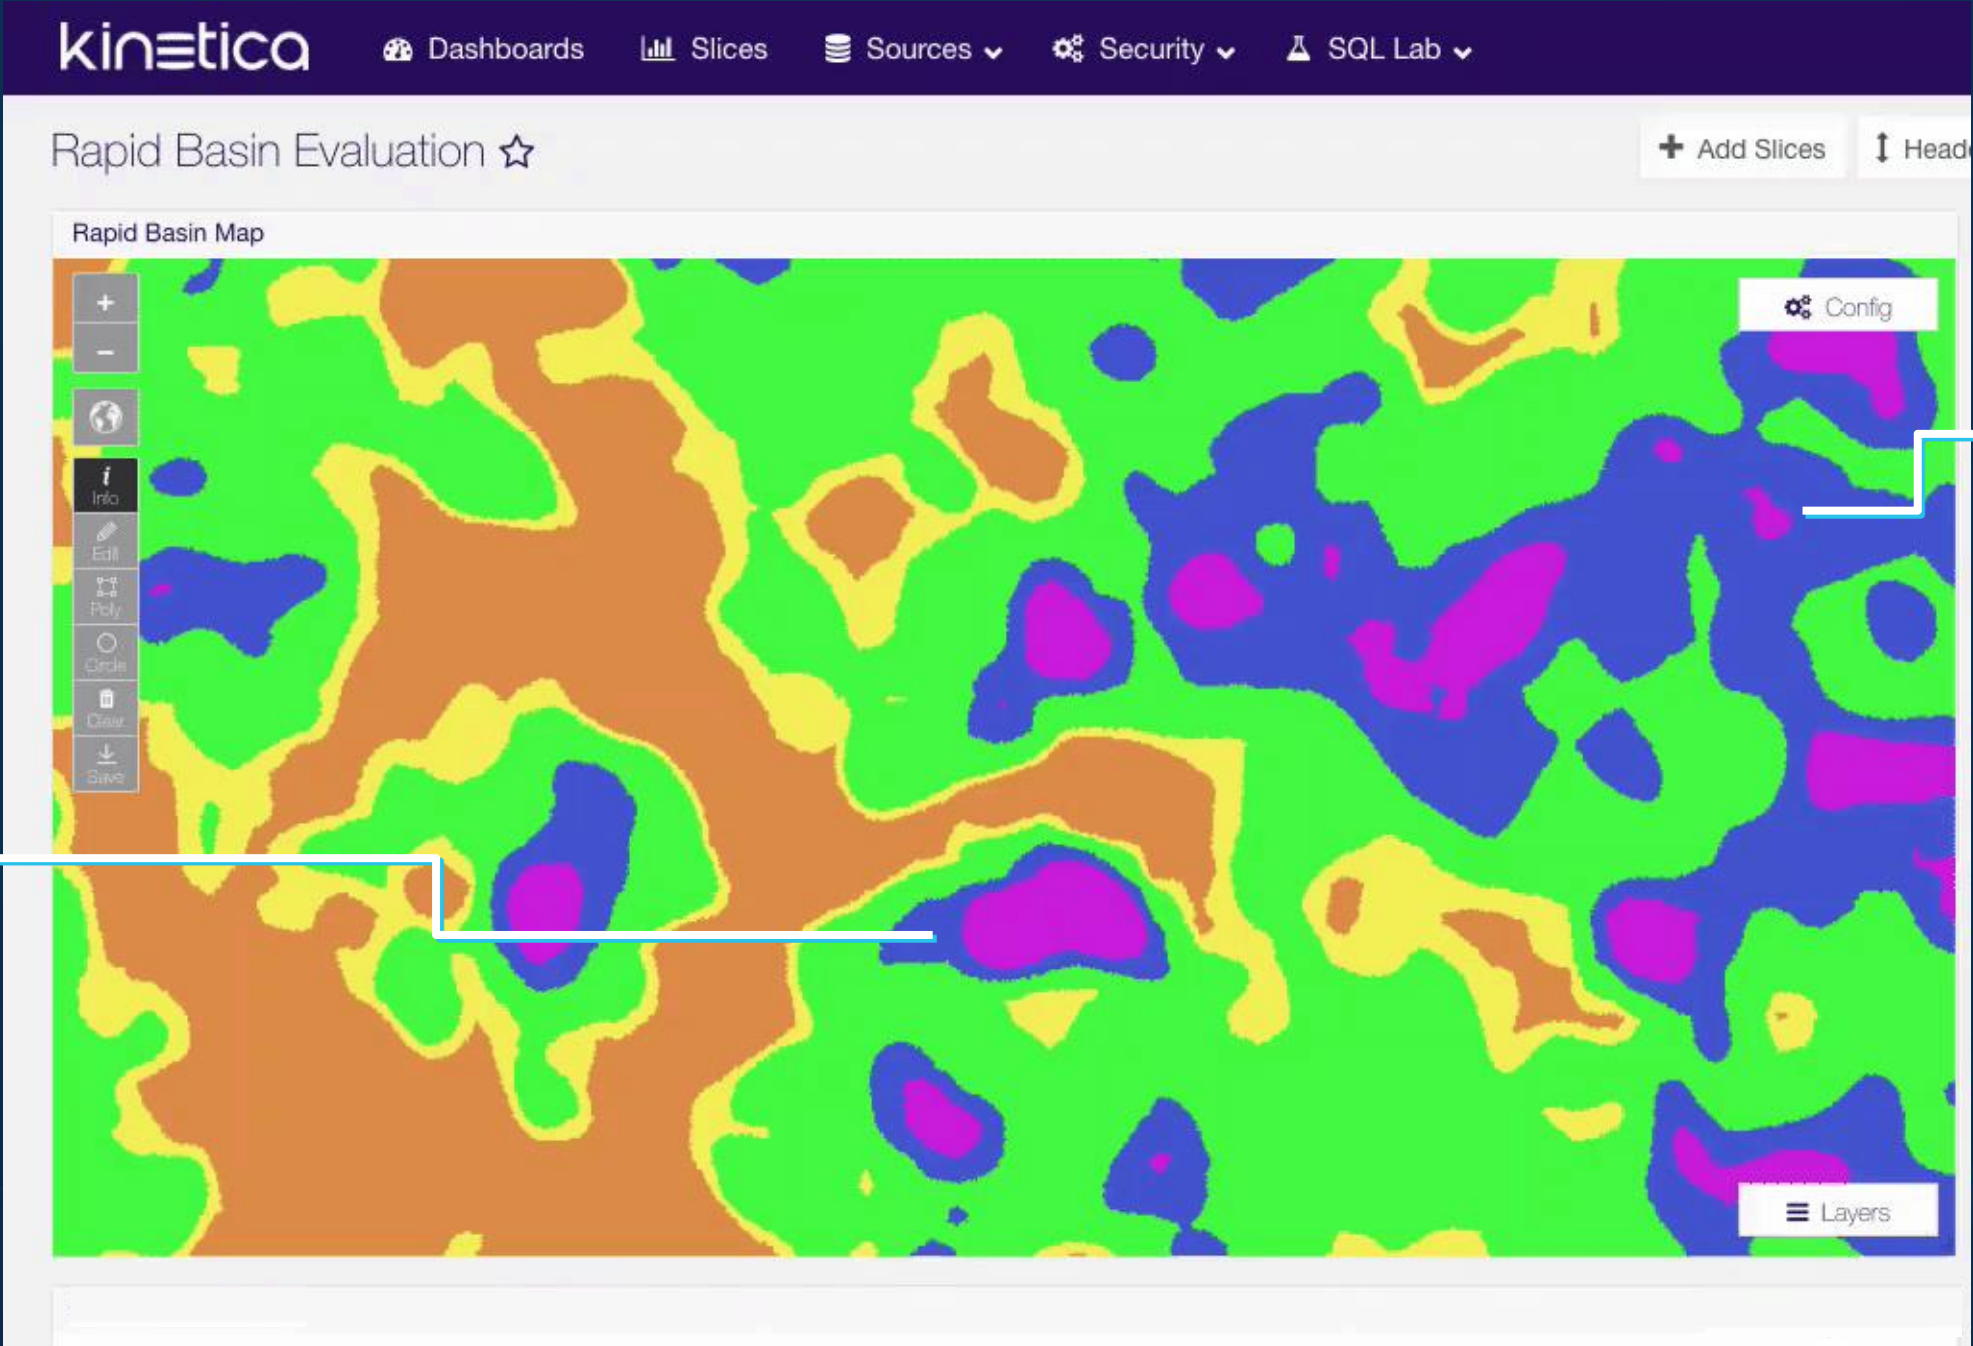 kinetica Dashboards Slices Sources Security SQL Lab
Rapid Basin Evaluation
Add Slices Heade
Rapid Basin Map
+
Config
−
i
Info
Edit
Poly
Circle
Clear
Save
Layers